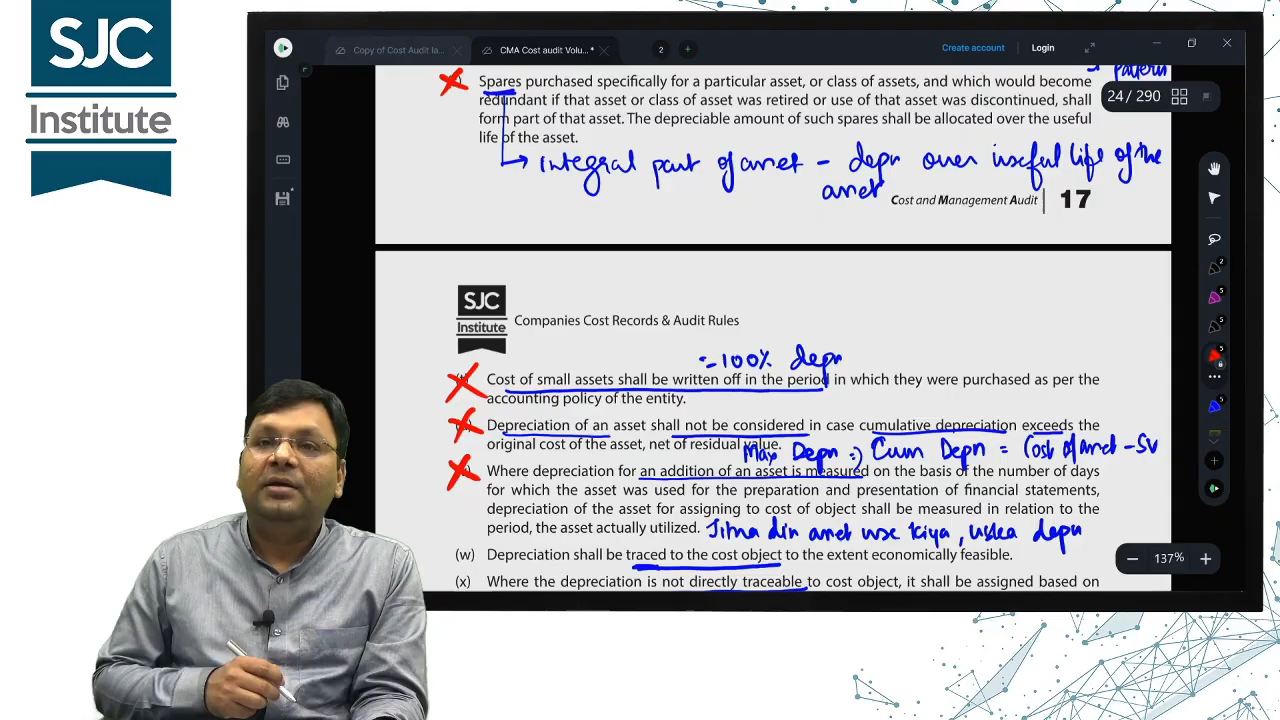 SJC
Institute
SJC
Institute
Copy of Cost Audit la...
CMA Cost audit Volu...*
2
Create account
Login
→ pattern
24 / 290
Spares purchased specifically for a particular asset, or class of assets, and which would become
redundant if that asset or class of asset was retired or use of that asset was discontinued, shall
form part of that asset. The depreciable amount of such spares shall be allocated over the useful
life of the asset.
→ integral part of asset – depn over useful life of the
asset
Cost and Management Audit 17
SJC
Institute
Companies Cost Records & Audit Rules
100% depn
Cost of small assets shall be written off in the period in which they were purchased as per the
accounting policy of the entity.
Depreciation of an asset shall not be considered in case cumulative depreciation exceeds the
original cost of the asset, net of residual value.
Max Depn => Cum Depn = Cost of asset – SV
Where depreciation for an addition of an asset is measured on the basis of the number of days
for which the asset was used for the preparation and presentation of financial statements,
depreciation of the asset for assigning to cost of object shall be measured in relation to the
period, the asset actually utilized. Jitna din asset use kiya, uska depn
(w) Depreciation shall be traced to the cost object to the extent economically feasible.
(x) Where the depreciation is not directly traceable to cost object, it shall be assigned based on
2
5
5
5
5
137%